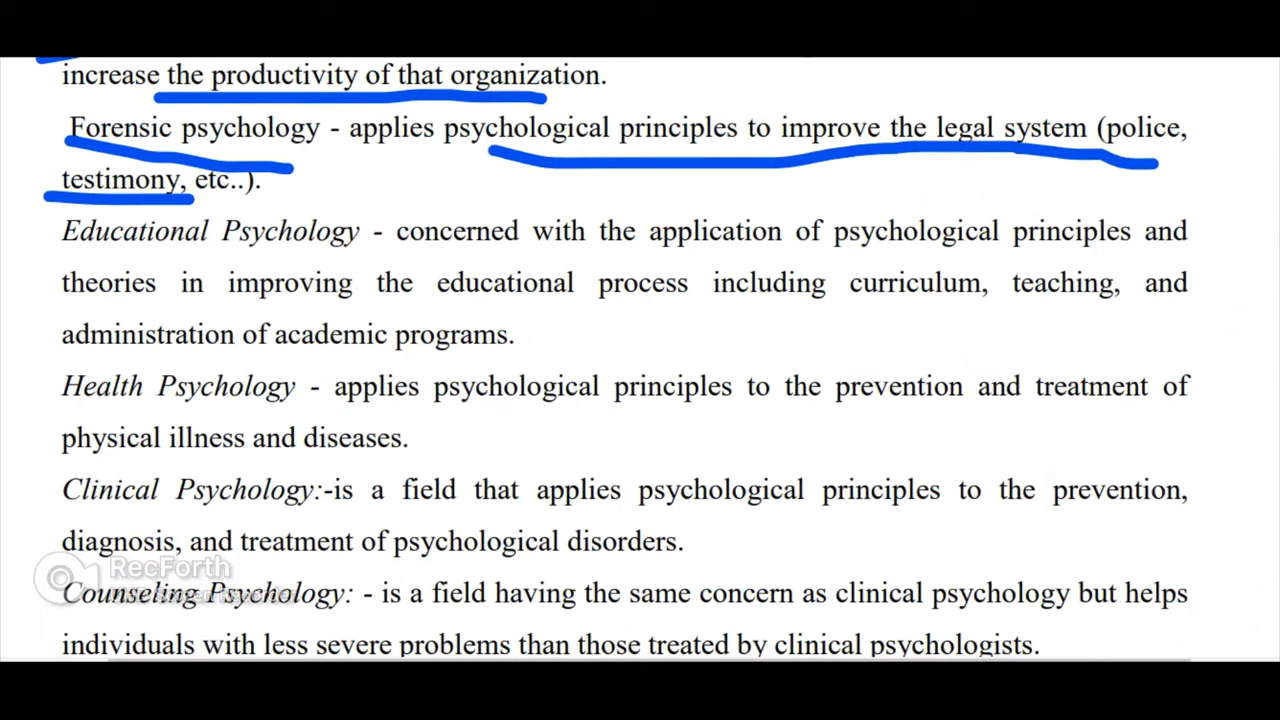 increase the productivity of that organization.
Forensic psychology - applies psychological principles to improve the legal system (police,
testimony, etc..).
Educational Psychology - concerned with the application of psychological principles and
theories in improving the educational process including curriculum, teaching, and
administration of academic programs.
Health Psychology - applies psychological principles to the prevention and treatment of
physical illness and diseases.
Clinical Psychology:-is a field that applies psychological principles to the prevention,
diagnosis, and treatment of psychological disorders.
RecForth
Counseling Psychology: - is a field having the same concern as clinical psychology but helps
individuals with less severe problems than those treated by clinical psychologists.